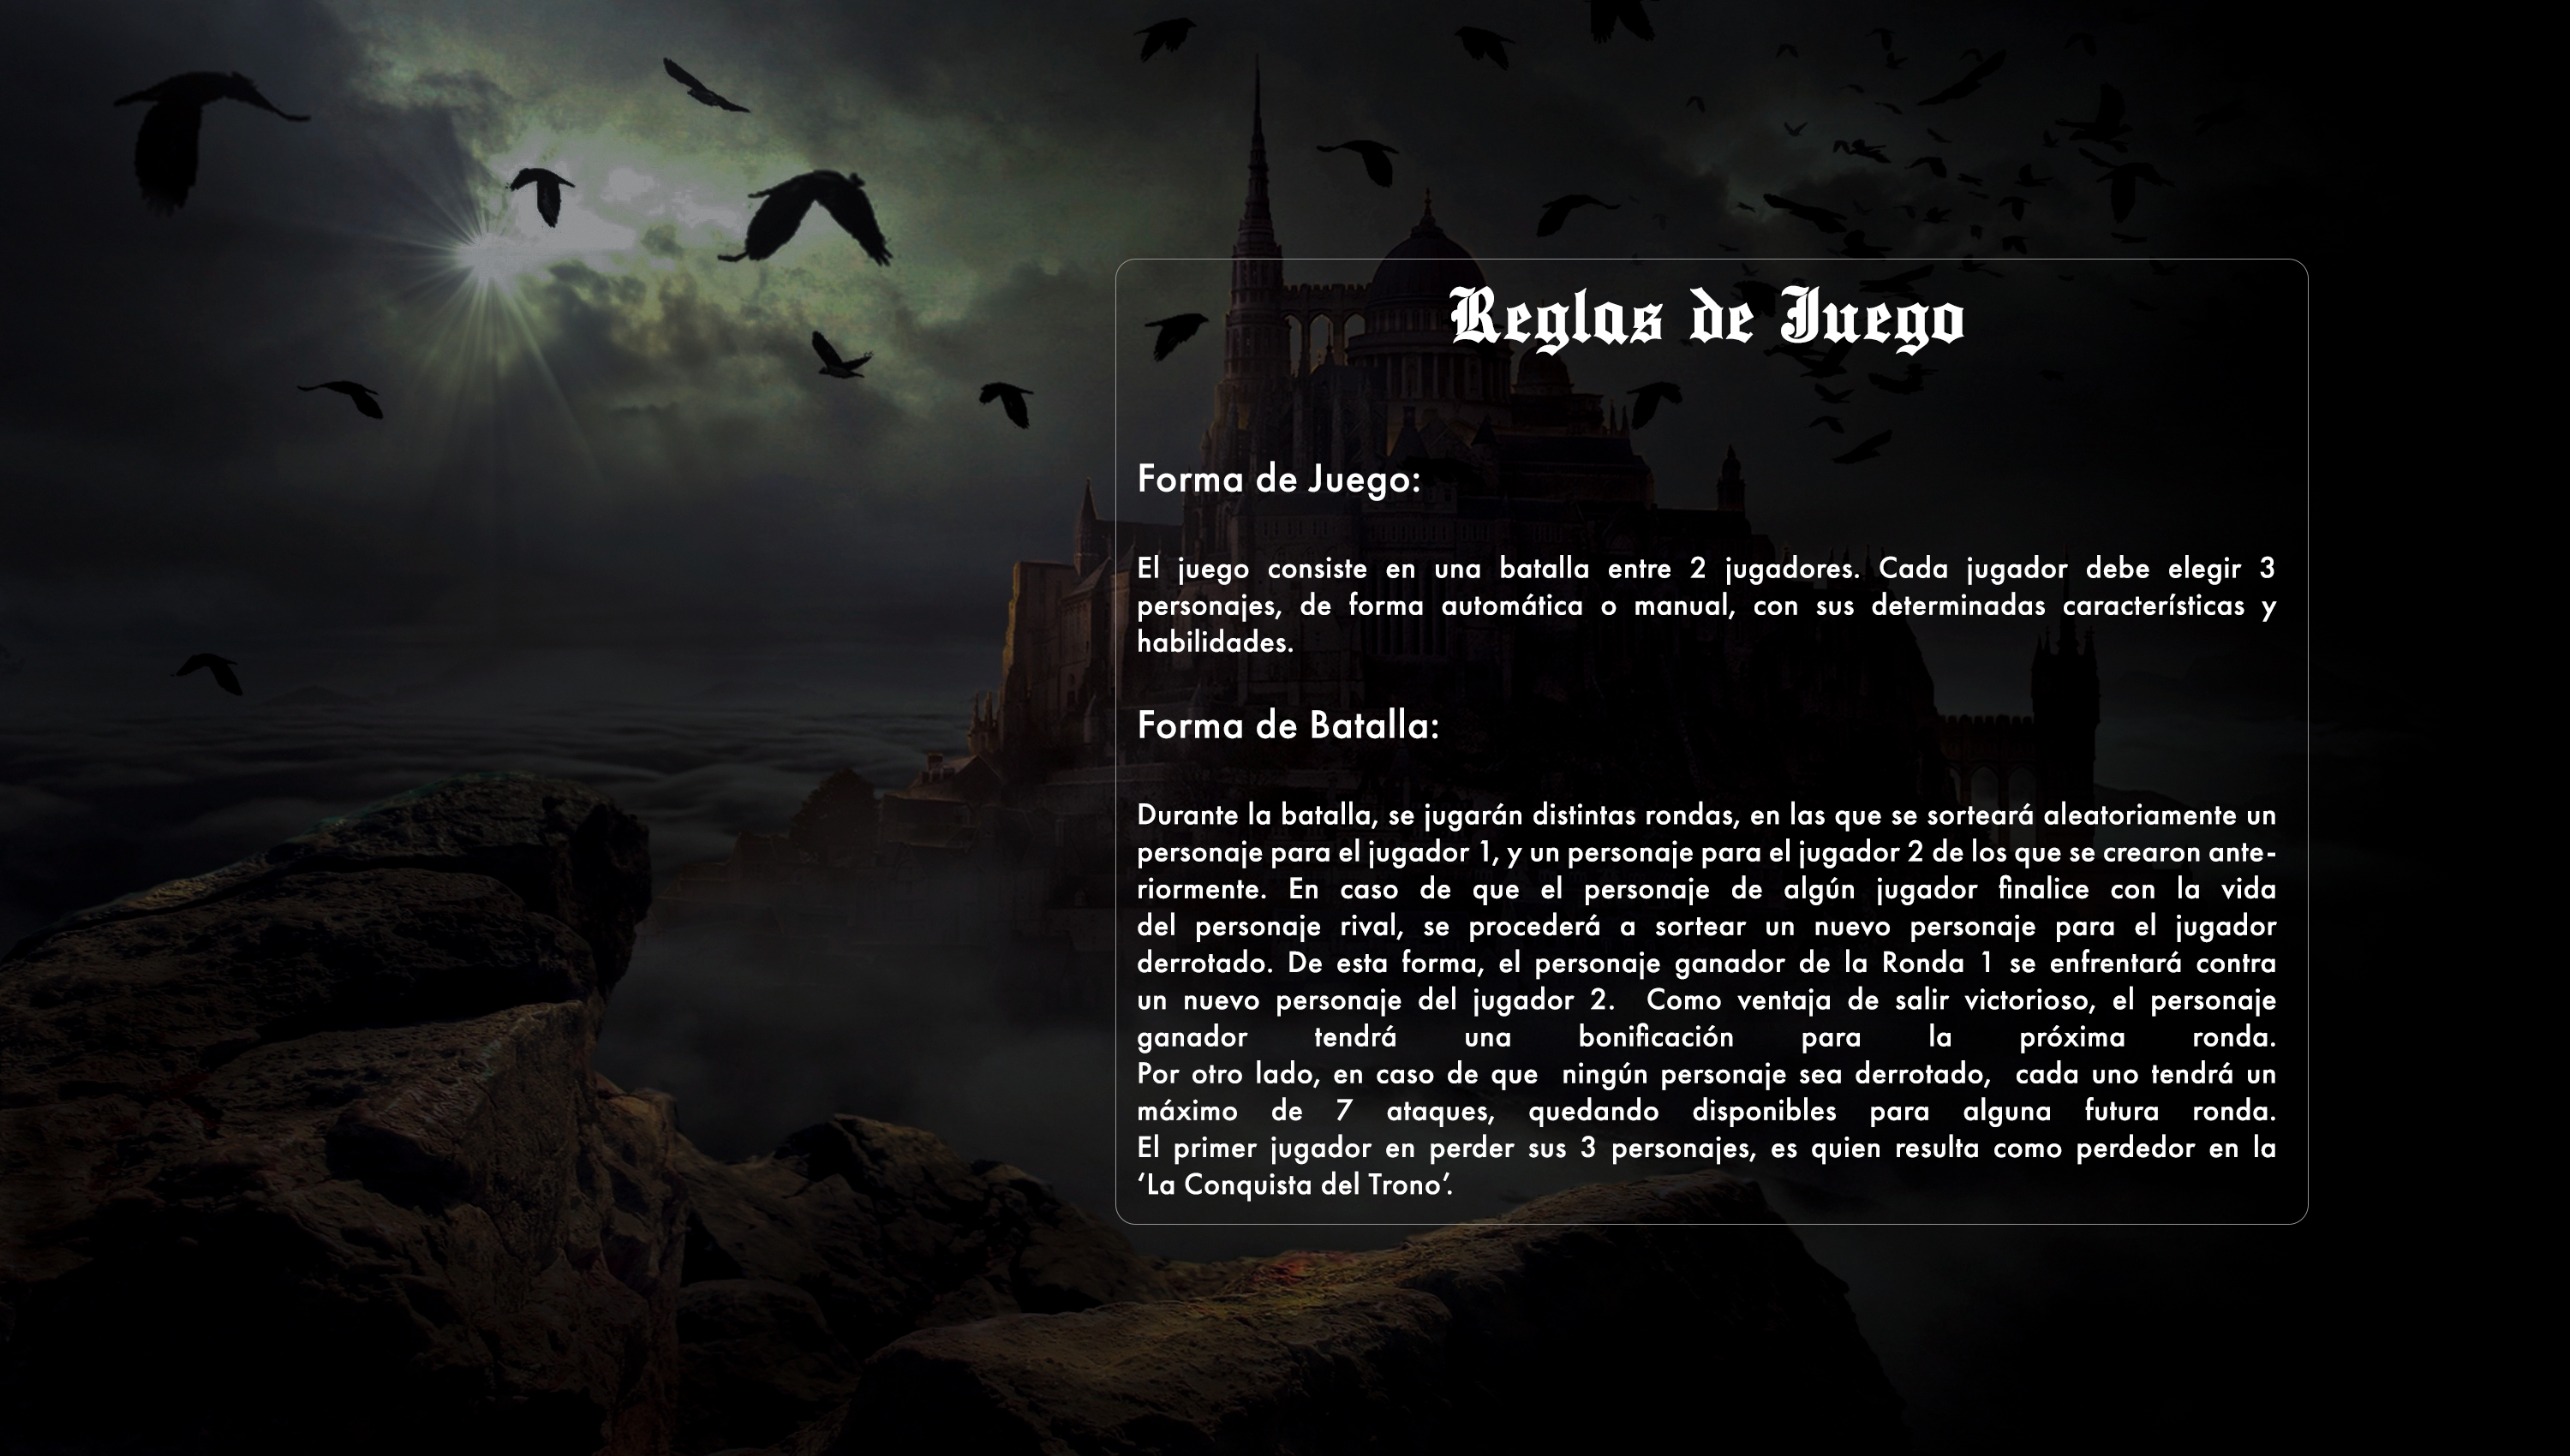 Reglas de Juego
Forma de Juego:
El juego consiste en una batalla entre 2 jugadores. Cada jugador debe elegir 3
personajes, de forma automática o manual, con sus determinadas características y
habilidades.
Forma de Batalla:
Durante la batalla, se jugarán distintas rondas, en las que se sorteará aleatoriamente un
personaje para el jugador 1, y un personaje para el jugador 2 de los que se crearon ante-
riormente. En caso de que el personaje de algún jugador finalice con la vida
del personaje rival, se procederá a sortear un nuevo personaje para el jugador
derrotado. De esta forma, el personaje ganador de la Ronda 1 se enfrentará contra
un nuevo personaje del jugador 2. Como ventaja de salir victorioso, el personaje
ganador tendrá una bonificación para la próxima ronda.
Por otro lado, en caso de que ningún personaje sea derrotado, cada uno tendrá un
máximo de 7 ataques, quedando disponibles para alguna futura ronda.
El primer jugador en perder sus 3 personajes, es quien resulta como perdedor en la
‘La Conquista del Trono’.